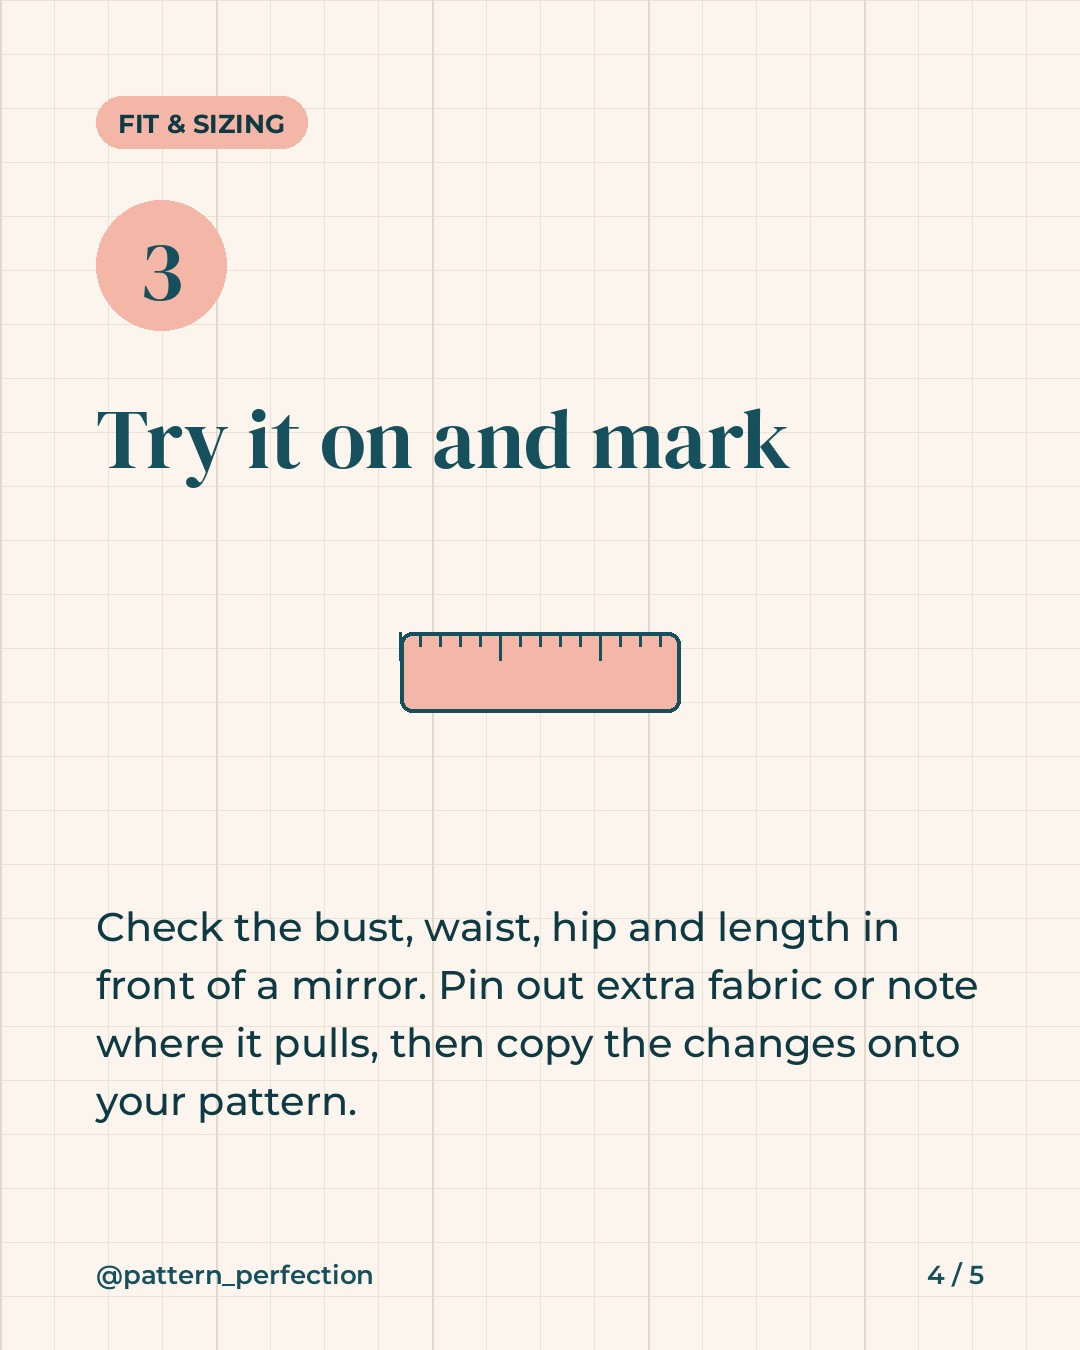 FIT & SIZING
3
Try it on and mark
Check the bust, waist, hip and length in
front of a mirror. Pin out extra fabric or note
where it pulls, then copy the changes onto
your pattern.
@pattern_perfection
4 / 5